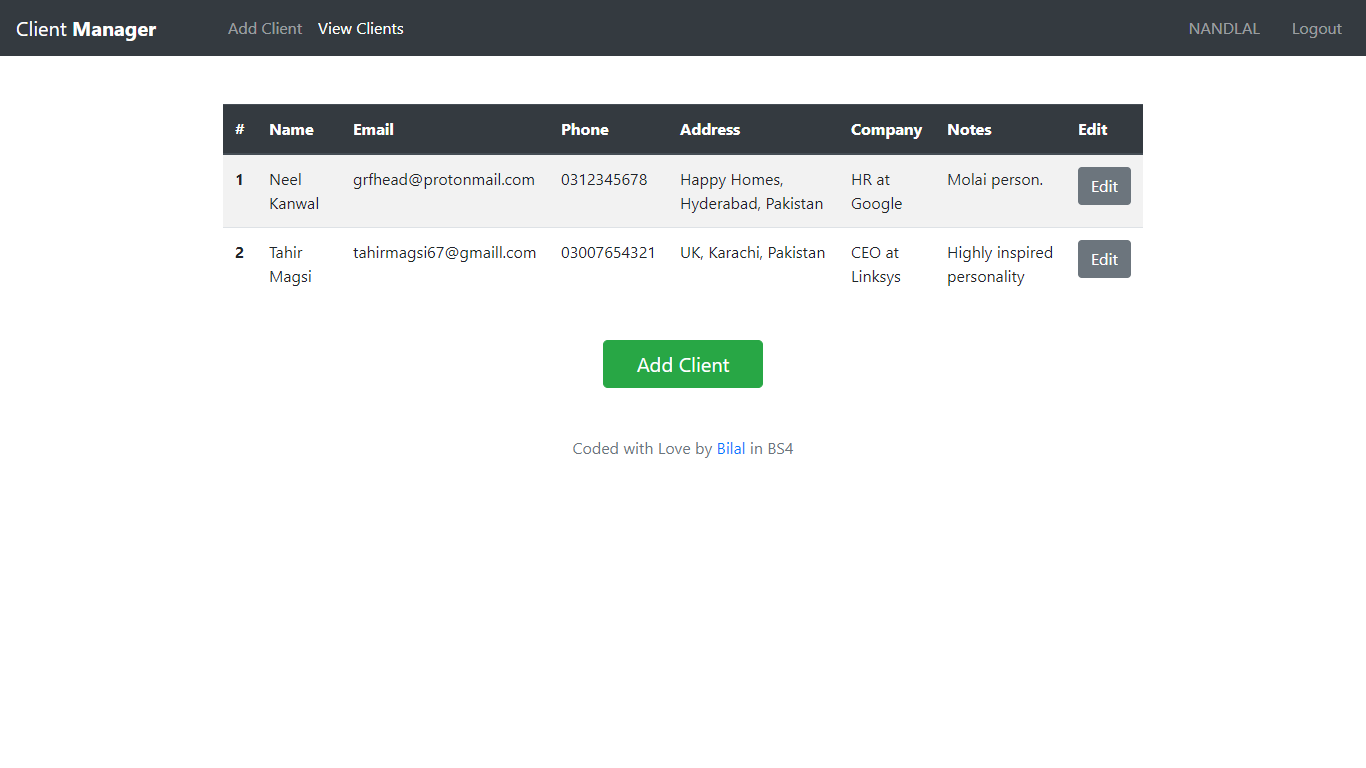 Client Manager Add Client View Clients NANDLAL Logout
# Name Email Phone Address Company Notes Edit
1 Neel grfhead@protonmail.com 0312345678 Happy Homes, HR at Molai person. Edit
Kanwal Hyderabad, Pakistan Google
2 Tahir tahirmagsi67@gmaill.com 03007654321 UK, Karachi, Pakistan CEO at Highly inspired Edit
Magsi Linksys personality
Add Client
Coded with Love by Bilal in BS4